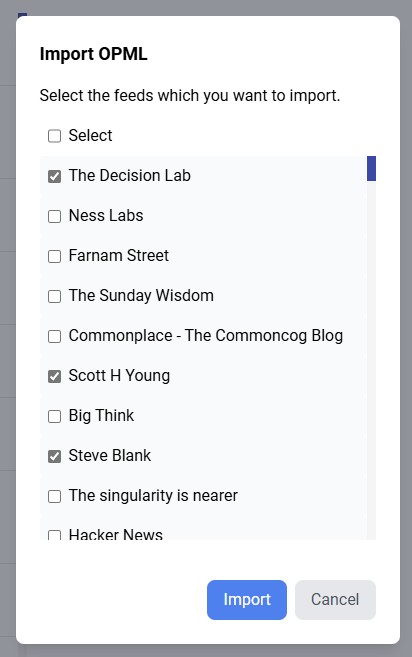 Import OPML
Select the feeds which you want to import.
Select
The Decision Lab
Ness Labs
Farnam Street
The Sunday Wisdom
Commonplace - The Commoncog Blog
Scott H Young
Big Think
Steve Blank
The singularity is nearer
Hacker News
Import Cancel